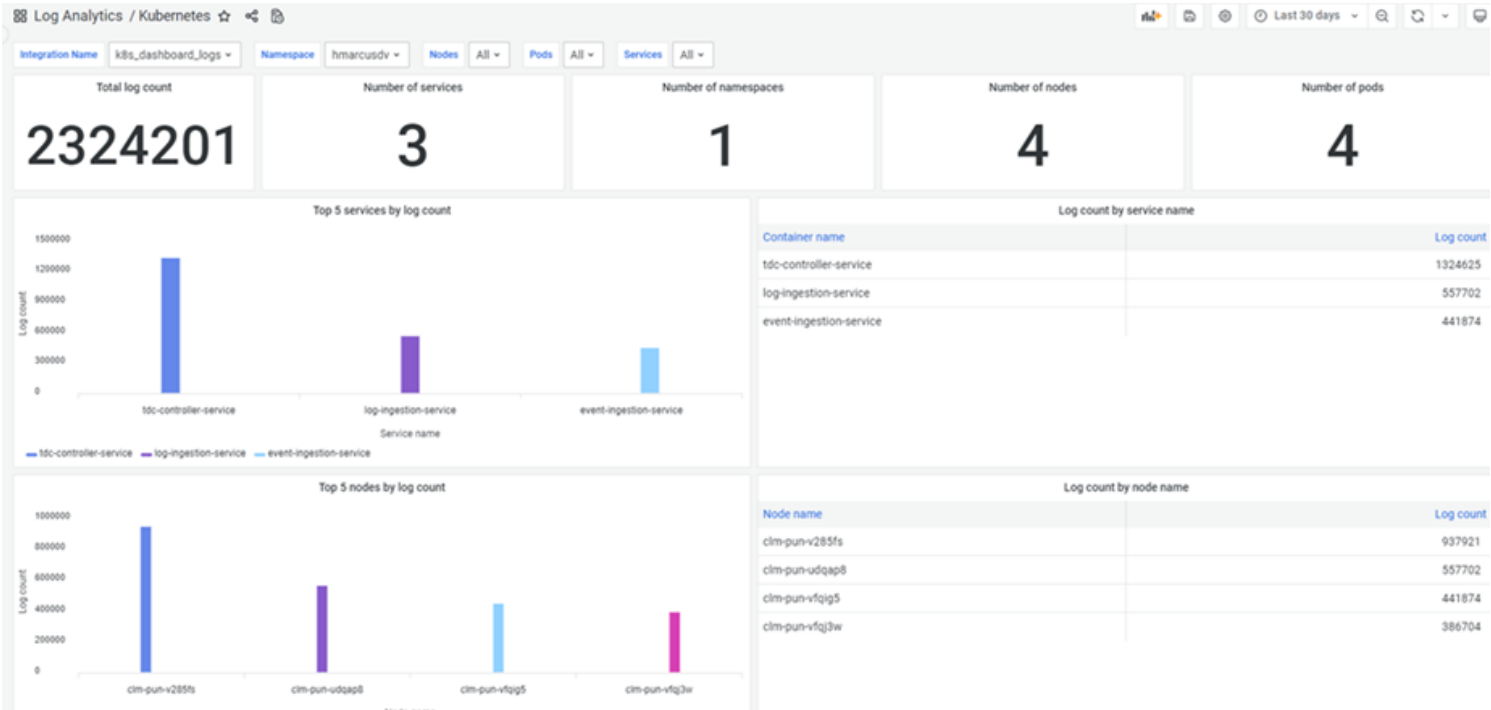 Log Analytics / Kubernetes
Last 30 days
Integration Name k8s_dashboard_logs Namespace hmarcusdv Nodes All Pods All Services All
Total log count
2324201
Number of services
3
Number of namespaces
1
Number of nodes
4
Number of pods
4
Top 5 services by log count
1500000
1200000
900000
600000
300000
0
Log count
tdc-controller-service log-ingestion-service event-ingestion-service
Service name
tdc-controller-service log-ingestion-service event-ingestion-service
Log count by service name
Container name Log count
tdc-controller-service 1324625
log-ingestion-service 557702
event-ingestion-service 441874
Top 5 nodes by log count
1000000
800000
600000
400000
200000
0
Log count
clm-pun-v285fs clm-pun-udqap8 clm-pun-vfqig5 clm-pun-vfqj3w
Node name
Log count by node name
Node name Log count
clm-pun-v285fs 937921
clm-pun-udqap8 557702
clm-pun-vfqig5 441874
clm-pun-vfqj3w 386704